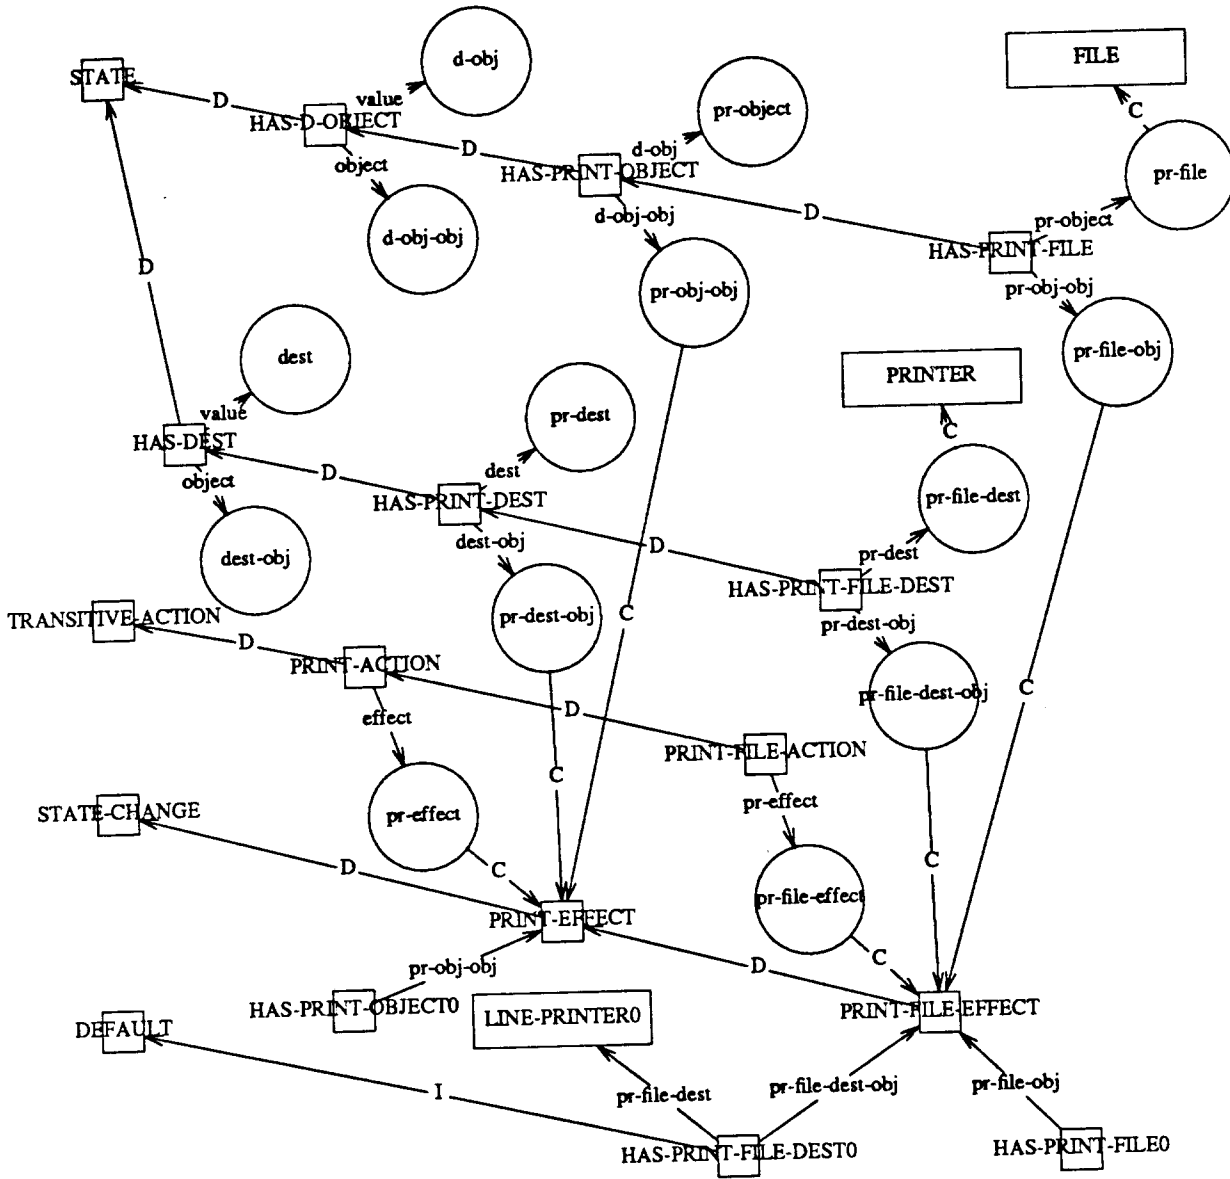 d-obj
FILE
STATE
D
value
HAS-D-OBJECT
pr-object
C
object
D
d-obj
HAS-PRINT-OBJECT
pr-file
d-obj-obj
d-obj-obj
D
pr-object
HAS-PRINT-FILE
D
pr-obj-obj
pr-obj-obj
dest
pr-file-obj
PRINTER
value
pr-dest
HAS-DEST
C
D
dest
object
HAS-PRINT-DEST
pr-file-dest
dest-obj
D
pr-dest
dest-obj
HAS-PRINT-FILE-DEST
TRANSITIVE-ACTION
pr-dest-obj
C
pr-dest-obj
D
PRINT-ACTION
pr-file-dest-obj
C
effect
D
PRINT-FILE-ACTION
C
pr-effect
STATE-CHANGE
pr-effect
D
C
C
pr-file-effect
PRINT-EFFECT
pr-obj-obj
D
C
HAS-PRINT-OBJECT0
LINE-PRINTER0
PRINT-FILE-EFFECT
DEFAULT
I
pr-file-dest
pr-file-dest-obj
pr-file-obj
HAS-PRINT-FILE-DEST0
HAS-PRINT-FILE0